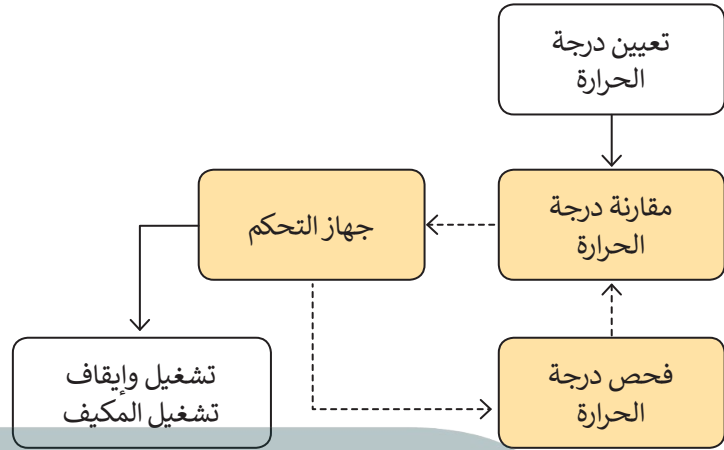 تعيين درجة
الحرارة
مقارنة درجة
الحرارة
جهاز التحكم
فحص درجة
الحرارة
تشغيل وإيقاف
تشغيل المكيف